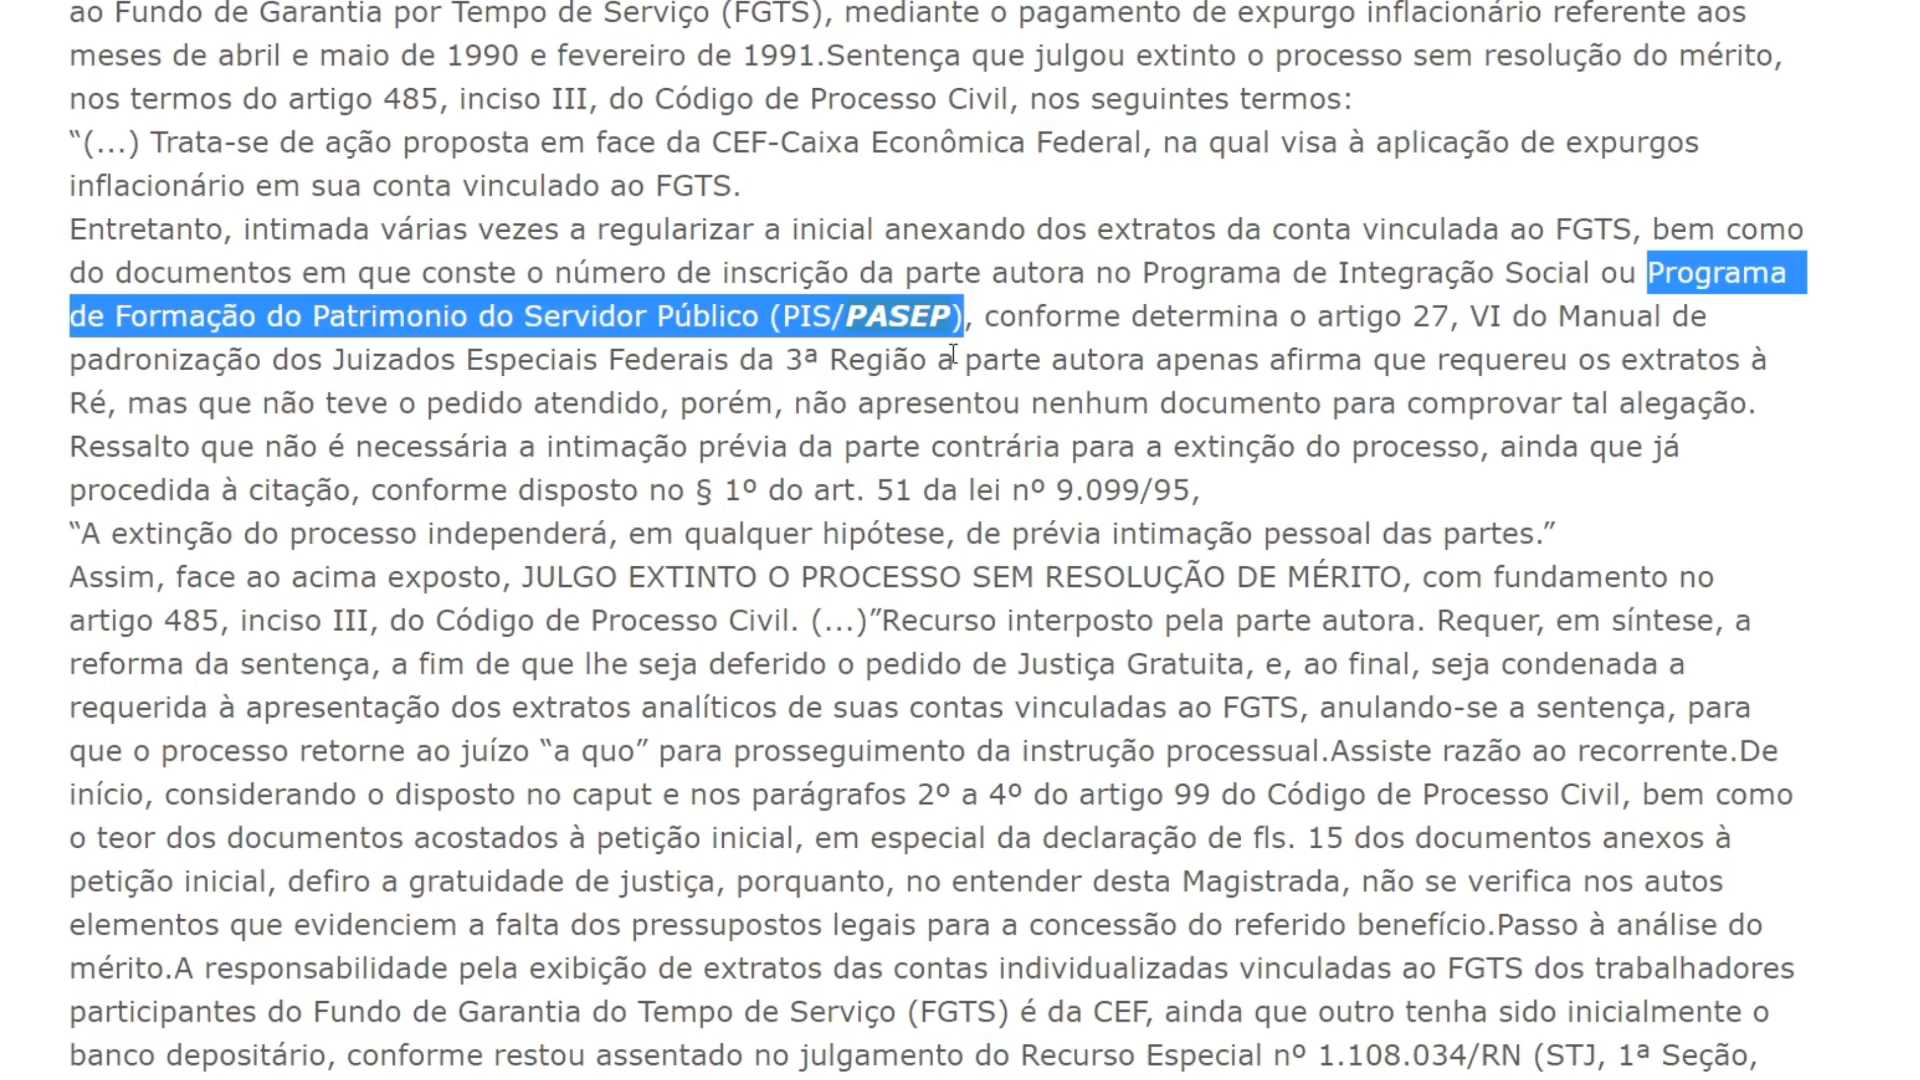 ao Fundo de Garantia por Tempo de Serviço (FGTS), mediante o pagamento de expurgo inflacionário referente aos
meses de abril e maio de 1990 e fevereiro de 1991.Sentença que julgou extinto o processo sem resolução do mérito,
nos termos do artigo 485, inciso III, do Código de Processo Civil, nos seguintes termos:
“(...) Trata-se de ação proposta em face da CEF-Caixa Econômica Federal, na qual visa à aplicação de expurgos
inflacionário em sua conta vinculado ao FGTS.
Entretanto, intimada várias vezes a regularizar a inicial anexando dos extratos da conta vinculada ao FGTS, bem como
do documentos em que conste o número de inscrição da parte autora no Programa de Integração Social ou Programa
de Formação do Patrimonio do Servidor Público (PIS/PASEP), conforme determina o artigo 27, VI do Manual de
padronização dos Juizados Especiais Federais da 3ª Região a parte autora apenas afirma que requereu os extratos à
Ré, mas que não teve o pedido atendido, porém, não apresentou nenhum documento para comprovar tal alegação.
Ressalto que não é necessária a intimação prévia da parte contrária para a extinção do processo, ainda que já
procedida à citação, conforme disposto no § 1º do art. 51 da lei nº 9.099/95,
“A extinção do processo independerá, em qualquer hipótese, de prévia intimação pessoal das partes.”
Assim, face ao acima exposto, JULGO EXTINTO O PROCESSO SEM RESOLUÇÃO DE MÉRITO, com fundamento no
artigo 485, inciso III, do Código de Processo Civil. (...)”Recurso interposto pela parte autora. Requer, em síntese, a
reforma da sentença, a fim de que lhe seja deferido o pedido de Justiça Gratuita, e, ao final, seja condenada a
requerida à apresentação dos extratos analíticos de suas contas vinculadas ao FGTS, anulando-se a sentença, para
que o processo retorne ao juízo “a quo” para prosseguimento da instrução processual.Assiste razão ao recorrente.De
início, considerando o disposto no caput e nos parágrafos 2º a 4º do artigo 99 do Código de Processo Civil, bem como
o teor dos documentos acostados à petição inicial, em especial da declaração de fls. 15 dos documentos anexos à
petição inicial, defiro a gratuidade de justiça, porquanto, no entender desta Magistrada, não se verifica nos autos
elementos que evidenciem a falta dos pressupostos legais para a concessão do referido benefício.Passo à análise do
mérito.A responsabilidade pela exibição de extratos das contas individualizadas vinculadas ao FGTS dos trabalhadores
participantes do Fundo de Garantia do Tempo de Serviço (FGTS) é da CEF, ainda que outro tenha sido inicialmente o
banco depositário, conforme restou assentado no julgamento do Recurso Especial nº 1.108.034/RN (STJ, 1ª Seção,